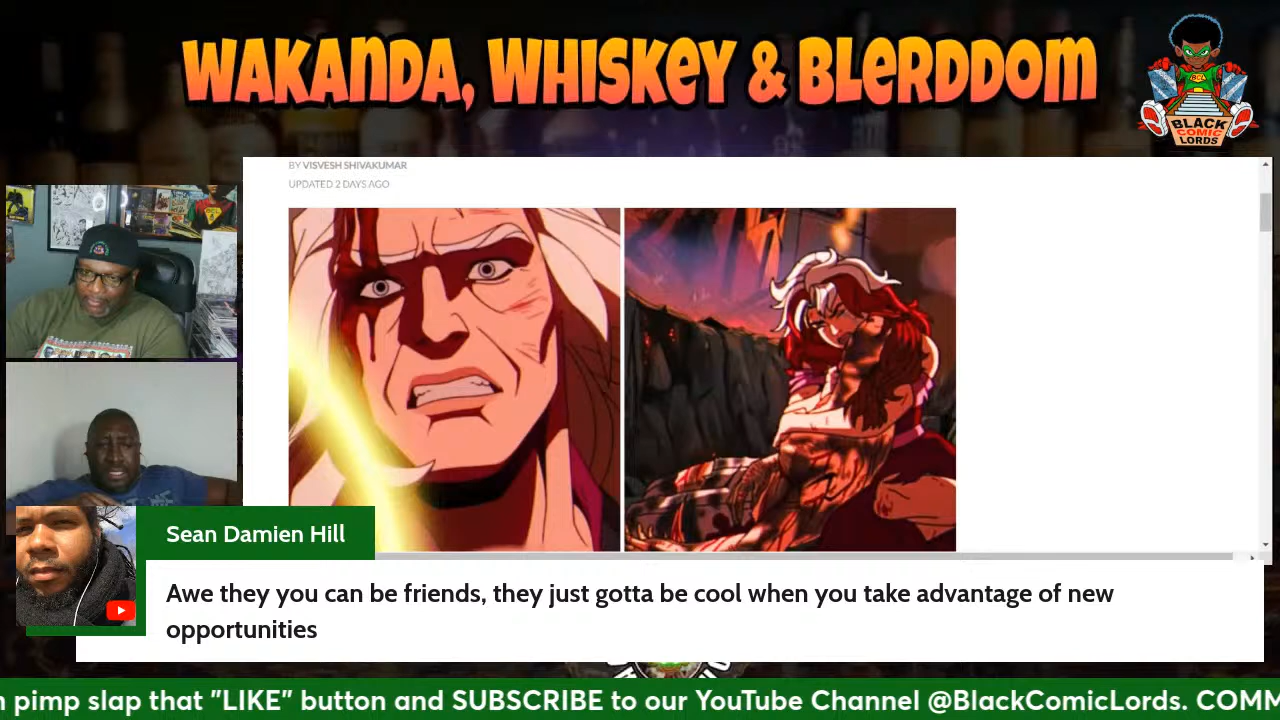 WAKANDA, WHISKEY & BLERDDOM
BCL
BLACK
COMIC
LORDS
BY VISVESH SHIVAKUMAR
UPDATED 2 DAYS AGO
Sean Damien Hill
Awe they you can be friends, they just gotta be cool when you take advantage of new
opportunities
pimp slap that "LIKE" button and SUBSCRIBE to our YouTube Channel @BlackComicLords. COMM